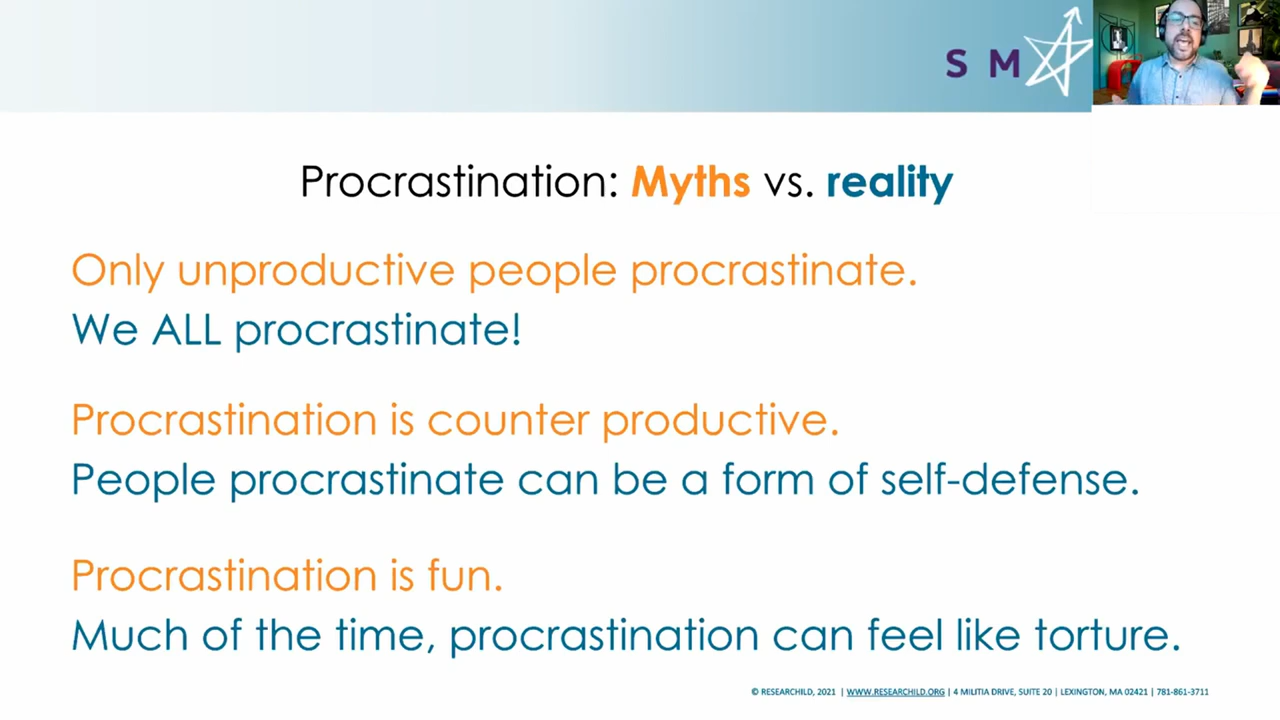 S M
Procrastination: Myths vs. reality
Only unproductive people procrastinate.
We ALL procrastinate!
Procrastination is counter productive.
People procrastinate can be a form of self-defense.
Procrastination is fun.
Much of the time, procrastination can feel like torture.
© RESEARCHILD, 2021 | WWW.RESEARCHILD.ORG | 4 MILITIA DRIVE, SUITE 20 | LEXINGTON, MA 02421 | 781-861-3711